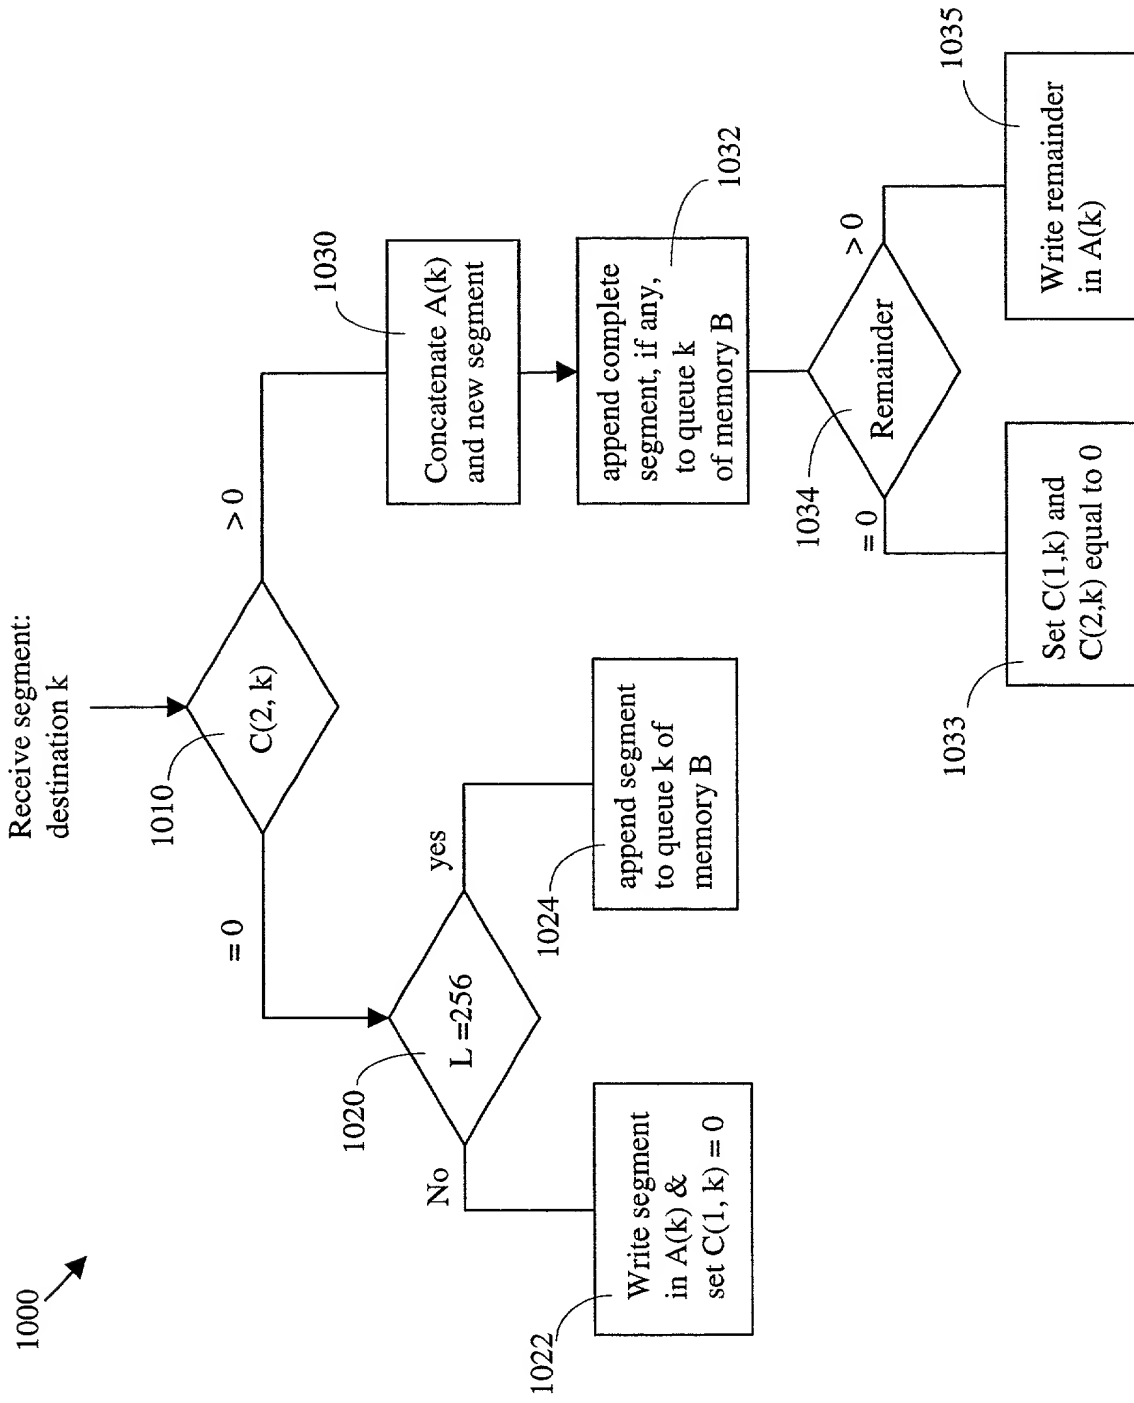 1000
Receive segment:
destination k
1010
C(2, k)
= 0
> 0
1020
L =256
No
yes
1022
Write segment
in A(k) &
set C(1, k) = 0
1024
append segment
to queue k of
memory B
1030
Concatenate A(k)
and new segment
1032
append complete
segment, if any,
to queue k
of memory B
1034
Remainder
= 0
> 0
1033
Set C(1,k) and
C(2,k) equal to 0
1035
Write remainder
in A(k)